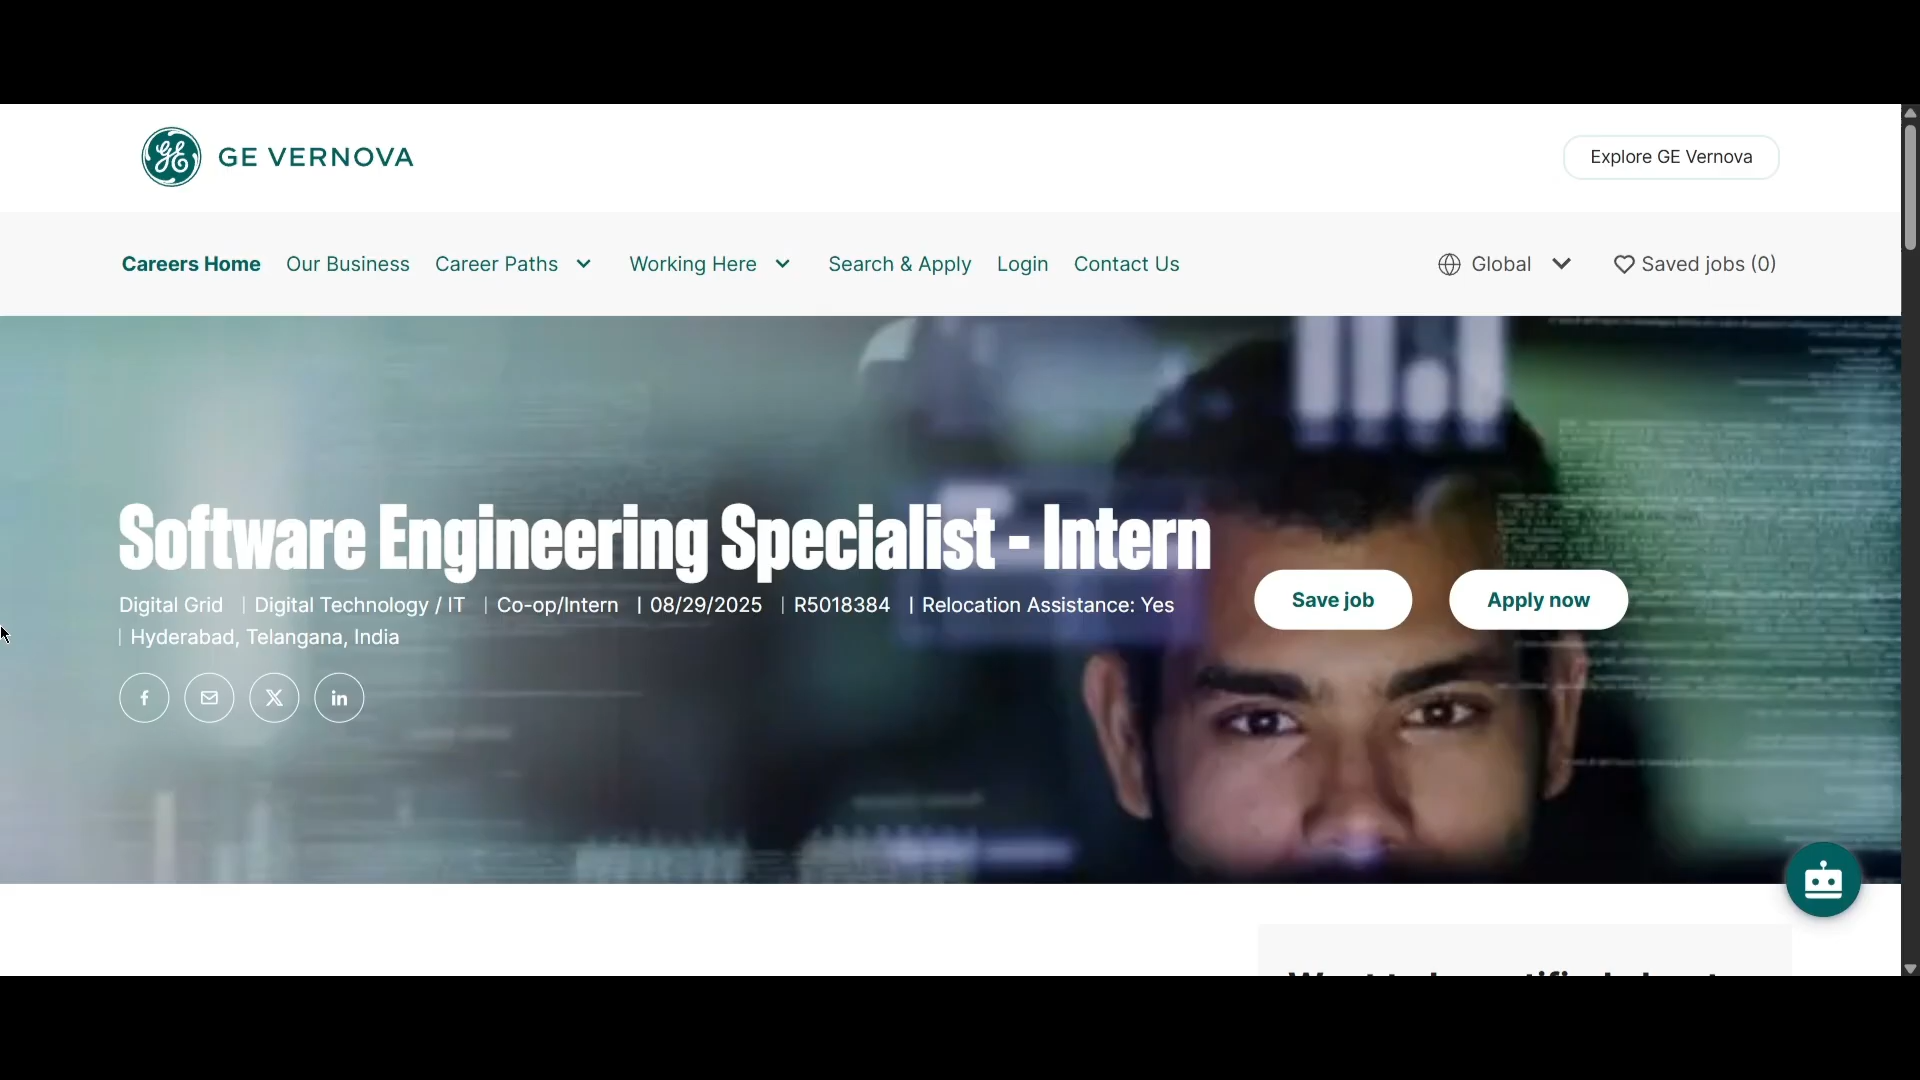 GE VERNOVA
Explore GE Vernova
Careers Home Our Business Career Paths Working Here Search & Apply Login Contact Us Global Saved jobs (0)
Software Engineering Specialist - Intern
Digital Grid | Digital Technology / IT | Co-op/Intern | 08/29/2025 | R5018384 | Relocation Assistance: Yes
| Hyderabad, Telangana, India
Save job Apply now